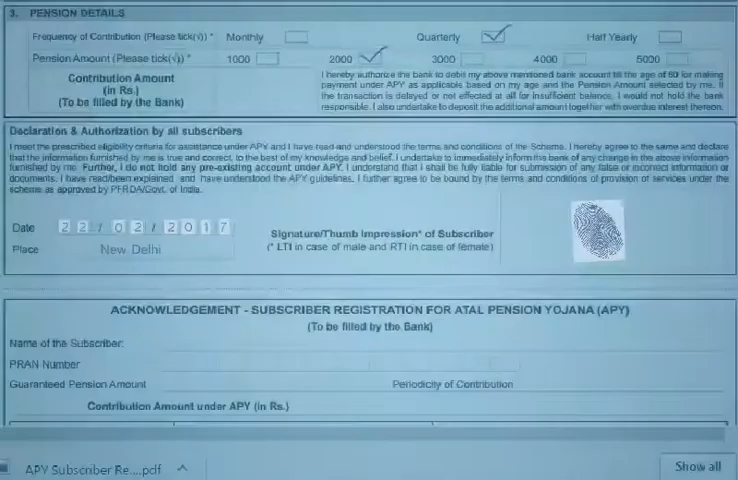 3. PENSION DETAILS
Frequency of Contribution (Please tick(√)) * Monthly Quarterly Half Yearly
Pension Amount (Please tick(√)) * 1000 2000 3000 4000 5000
Contribution Amount
(in Rs.)
(To be filled by the Bank)
I hereby authorize the bank to debit my above mentioned bank account till the age of 60 for making
payment under APY as applicable based on my age and the Pension Amount selected by me. If
the transaction is delayed or not effected at all for insufficient balance, I would not hold the bank
responsible. I also undertake to deposit the additional amount together with overdue interest thereon.
Declaration & Authorization by all subscribers
I meet the prescribed eligibility criteria for assistance under APY and I have read and understood the terms and conditions of the Scheme. I hereby agree to the same and declare
that the information furnished by me is true and correct, to the best of my knowledge and belief. I undertake to immediately inform the bank of any change in the above information
furnished by me. Further, I do not hold any pre-existing account under APY. I understand that I shall be fully liable for submission of any false or incorrect information or
documents. I have read/been explained and have understood the APY guidelines. I further agree to be bound by the terms and conditions of provision of services under the
scheme as approved by PFRDA/Govt. of India.
Date 22/02/2017
Signature/Thumb Impression* of Subscriber
Place New Delhi
(* LTI in case of male and RTI in case of female)
ACKNOWLEDGEMENT - SUBSCRIBER REGISTRATION FOR ATAL PENSION YOJANA (APY)
(To be filled by the Bank)
Name of the Subscriber:
PRAN Number
Guaranteed Pension Amount Periodicity of Contribution
Contribution Amount under APY (in Rs.)
APY Subscriber Re....pdf Show all